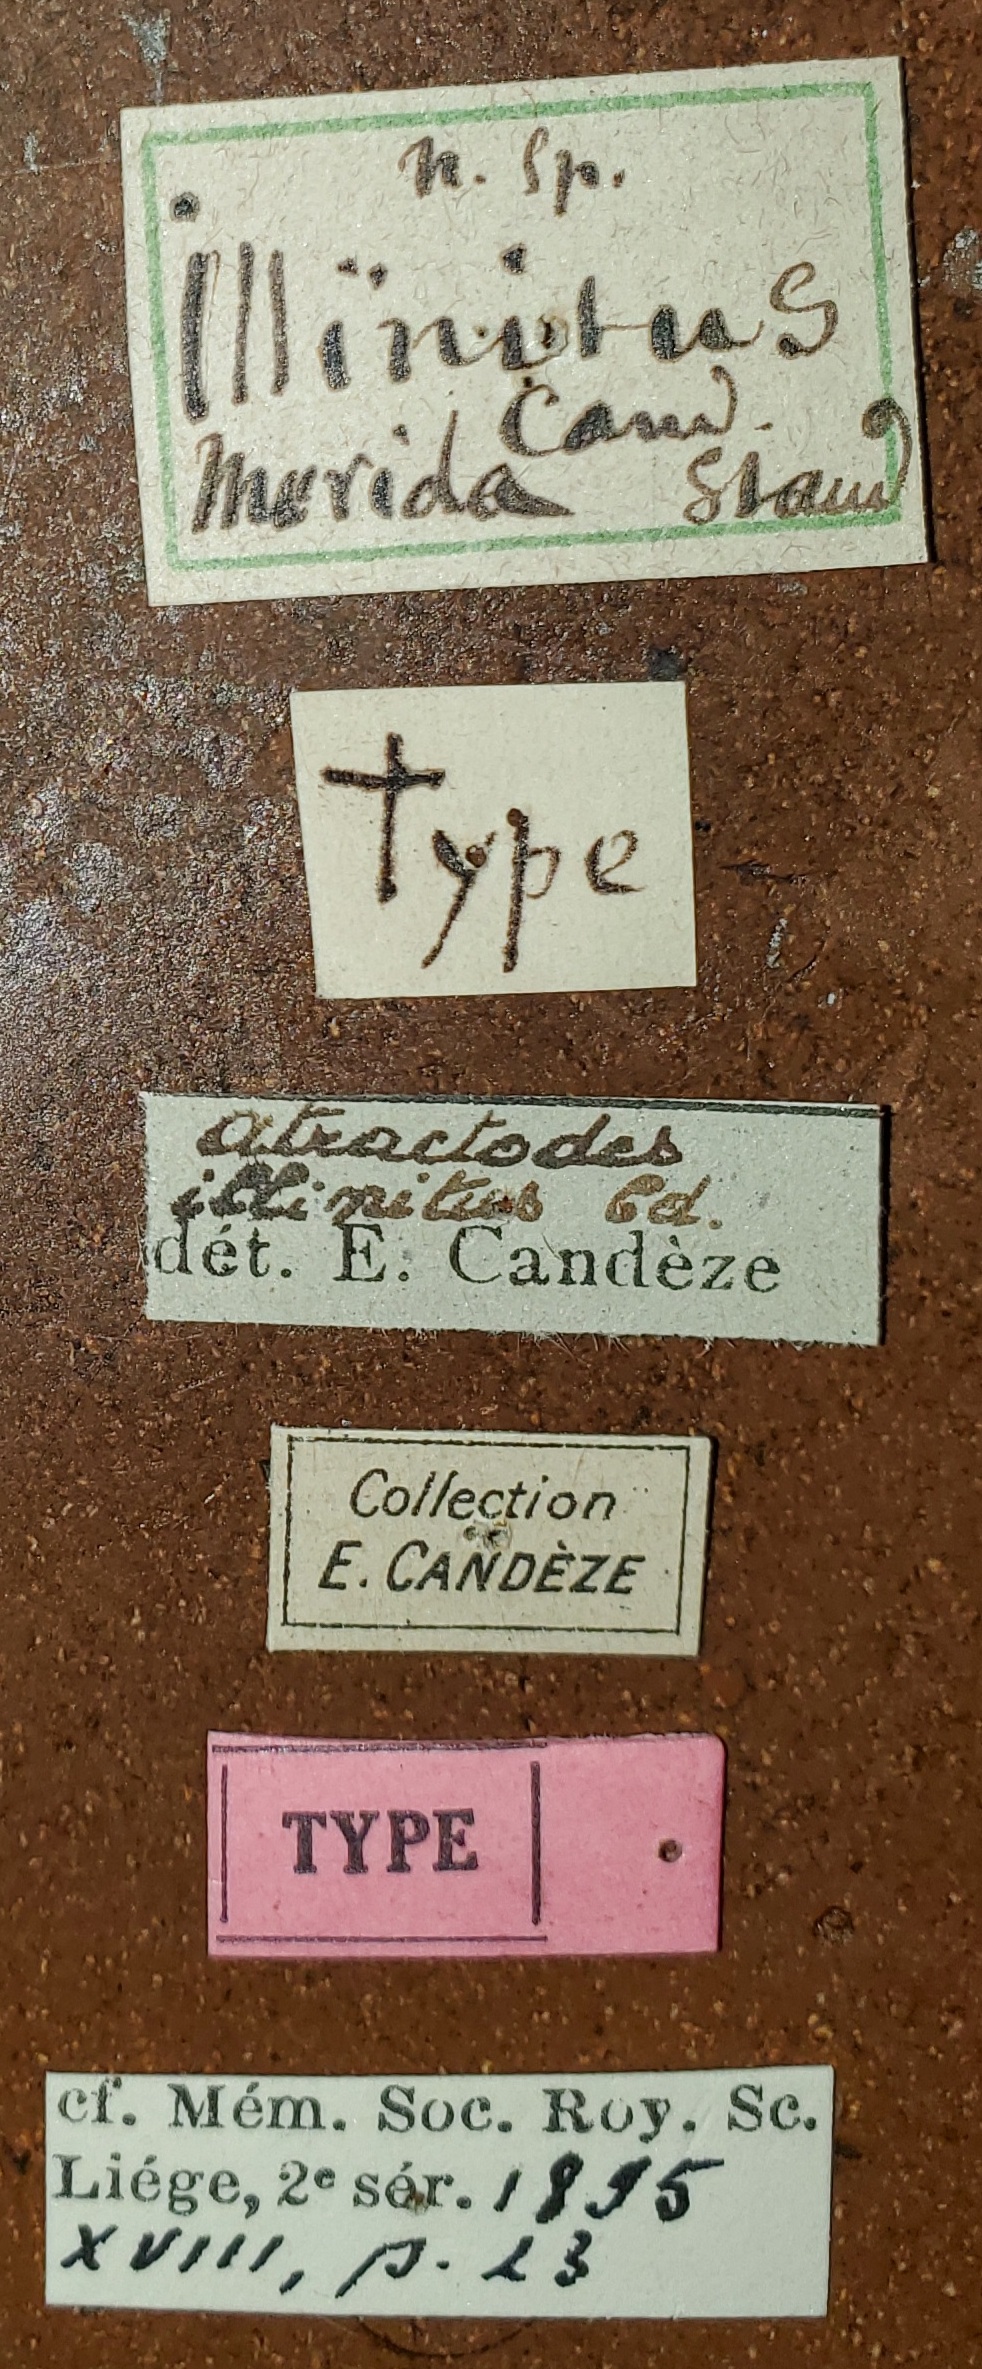 n. sp.
illinitus
Cand.
Merida Staud
Type
atractodes
illinitus Cd.
dét. E. Candèze
Collection
E. CANDÈZE
TYPE
cf. Mém. Soc. Roy. Sc.
Liége, 2e sér. 1895
XVIII, p. 23